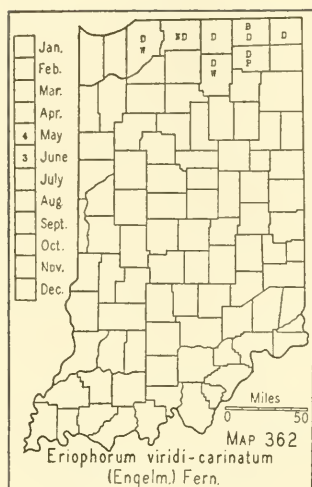 Jan.
Feb.
Mar.
Apr.
4 May
3 June
July
Aug.
Sept.
Oct.
Nov.
Dec.
D ND D B D
W D
D D
W P
Miles
0 50
MAP 362
Eriophorum viridi-carinatum
(Engelm.) Fern.